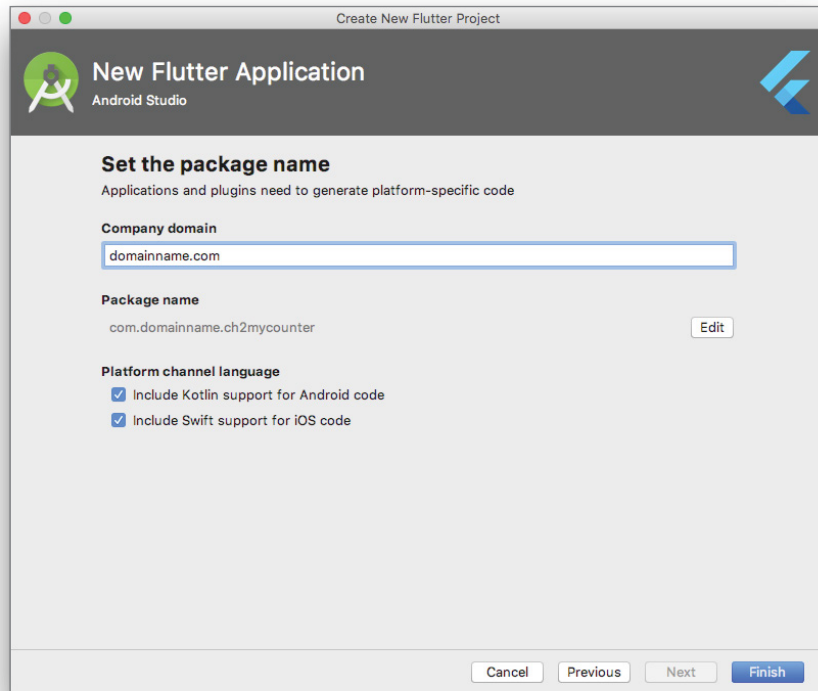 Create New Flutter Project
New Flutter Application
Android Studio
Set the package name
Applications and plugins need to generate platform-specific code
Company domain
domainname.com
Package name
com.domainname.ch2mycounter
Edit
Platform channel language
Include Kotlin support for Android code
Include Swift support for iOS code
Cancel
Previous
Next
Finish